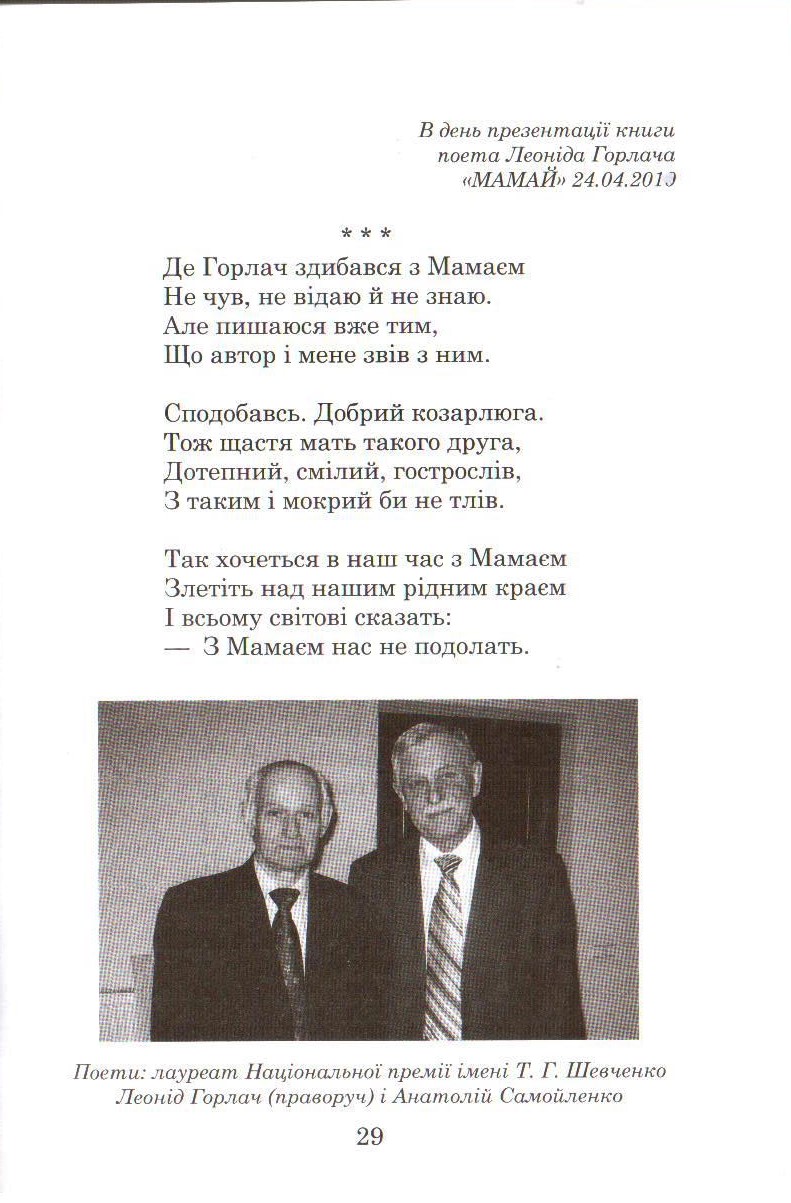 В день презентації книги
поета Леоніда Горлача
«МАМАЙ» 24.04.2010
* * *
Де Горлач здибався з Мамаєм
Не чув, не відаю й не знаю.
Але пишаюся вже тим,
Що автор і мене звів з ним.
Сподобавсь. Добрий козарлюга.
Тож щастя мать такого друга,
Дотепний, смілий, гострослів,
З таким і мокрий би не тлів.
Так хочеться в наш час з Мамаєм
Злетіть над нашим рідним краєм
І всьому світові сказать:
— З Мамаєм нас не подолать.
Поети: лауреат Національної премії імені Т. Г. Шевченко
Леонід Горлач (праворуч) і Анатолій Самойленко
29